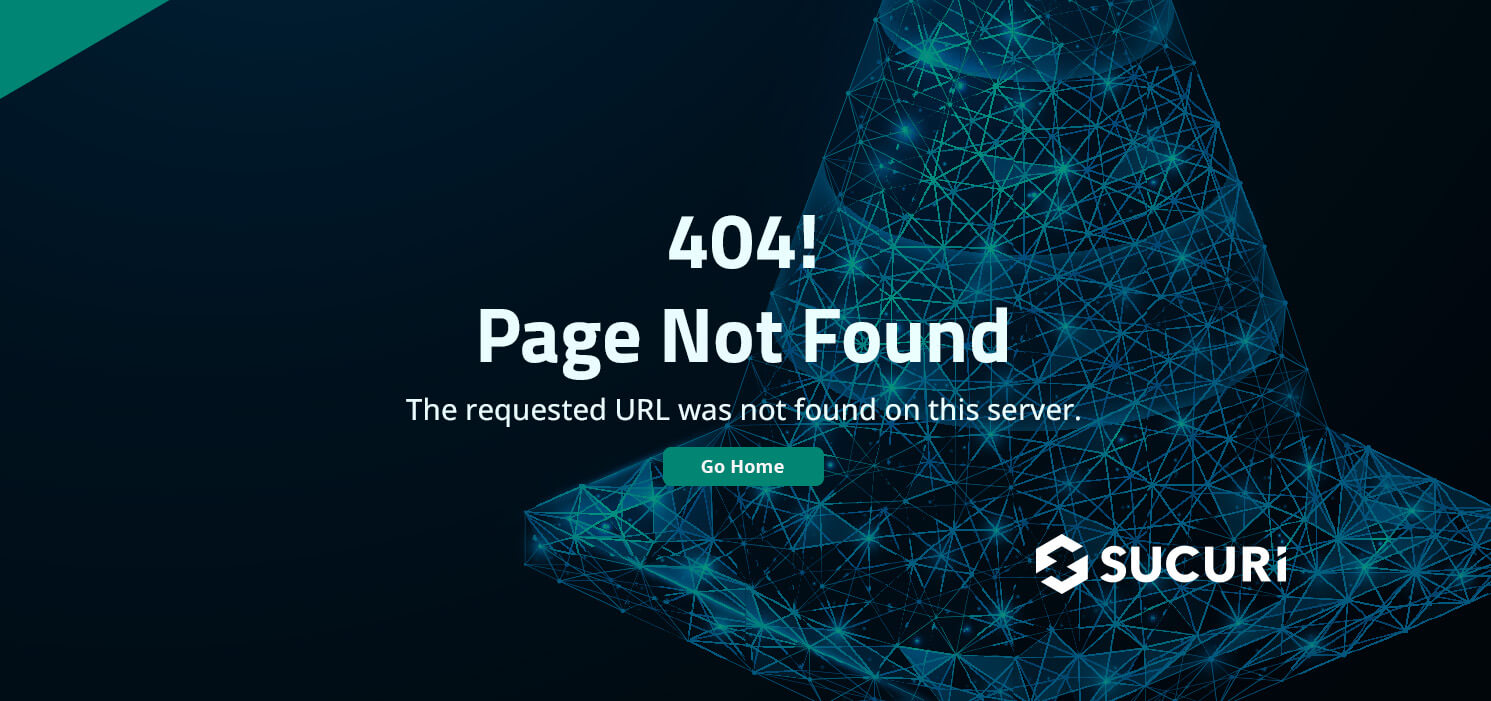 404!
Page Not Found
The requested URL was not found on this server.
Go Home
SUCURi